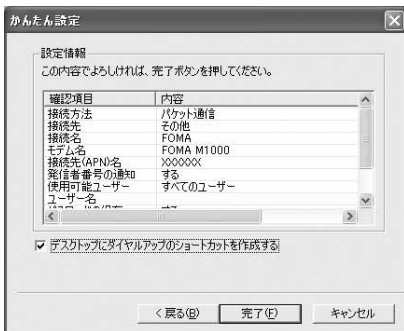 かんたん設定
設定情報
この内容でよろしければ、完了ボタンを押してください。
確認項目 内容
接続方法 パケット通信
接続先 その他
接続名 FOMA
モデム名 FOMA M1000
接続先(APN)名 XXXXXX
発信者番号の通知 する
使用可能ユーザー すべてのユーザー
ユーザー名
デスクトップにダイヤルアップのショートカットを作成する
< 戻る(B) 完了(F) キャンセル